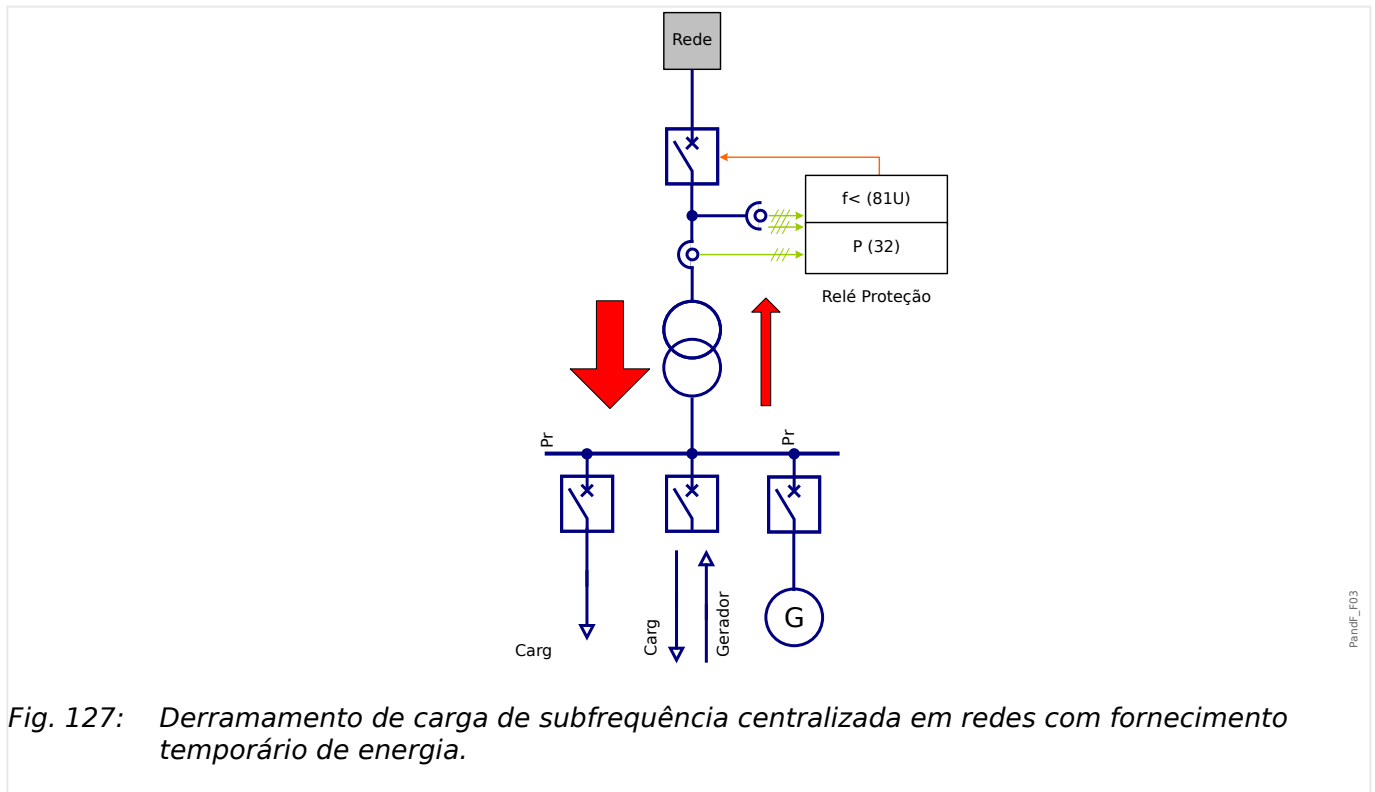 Rede
f< (81U)
P (32)
Relé Proteção
Pr
Pr
Carg
Carg
Gerador
G
PandF_F03
Fig. 127: Derramamento de carga de subfrequência centralizada em redes com fornecimento
temporário de energia.